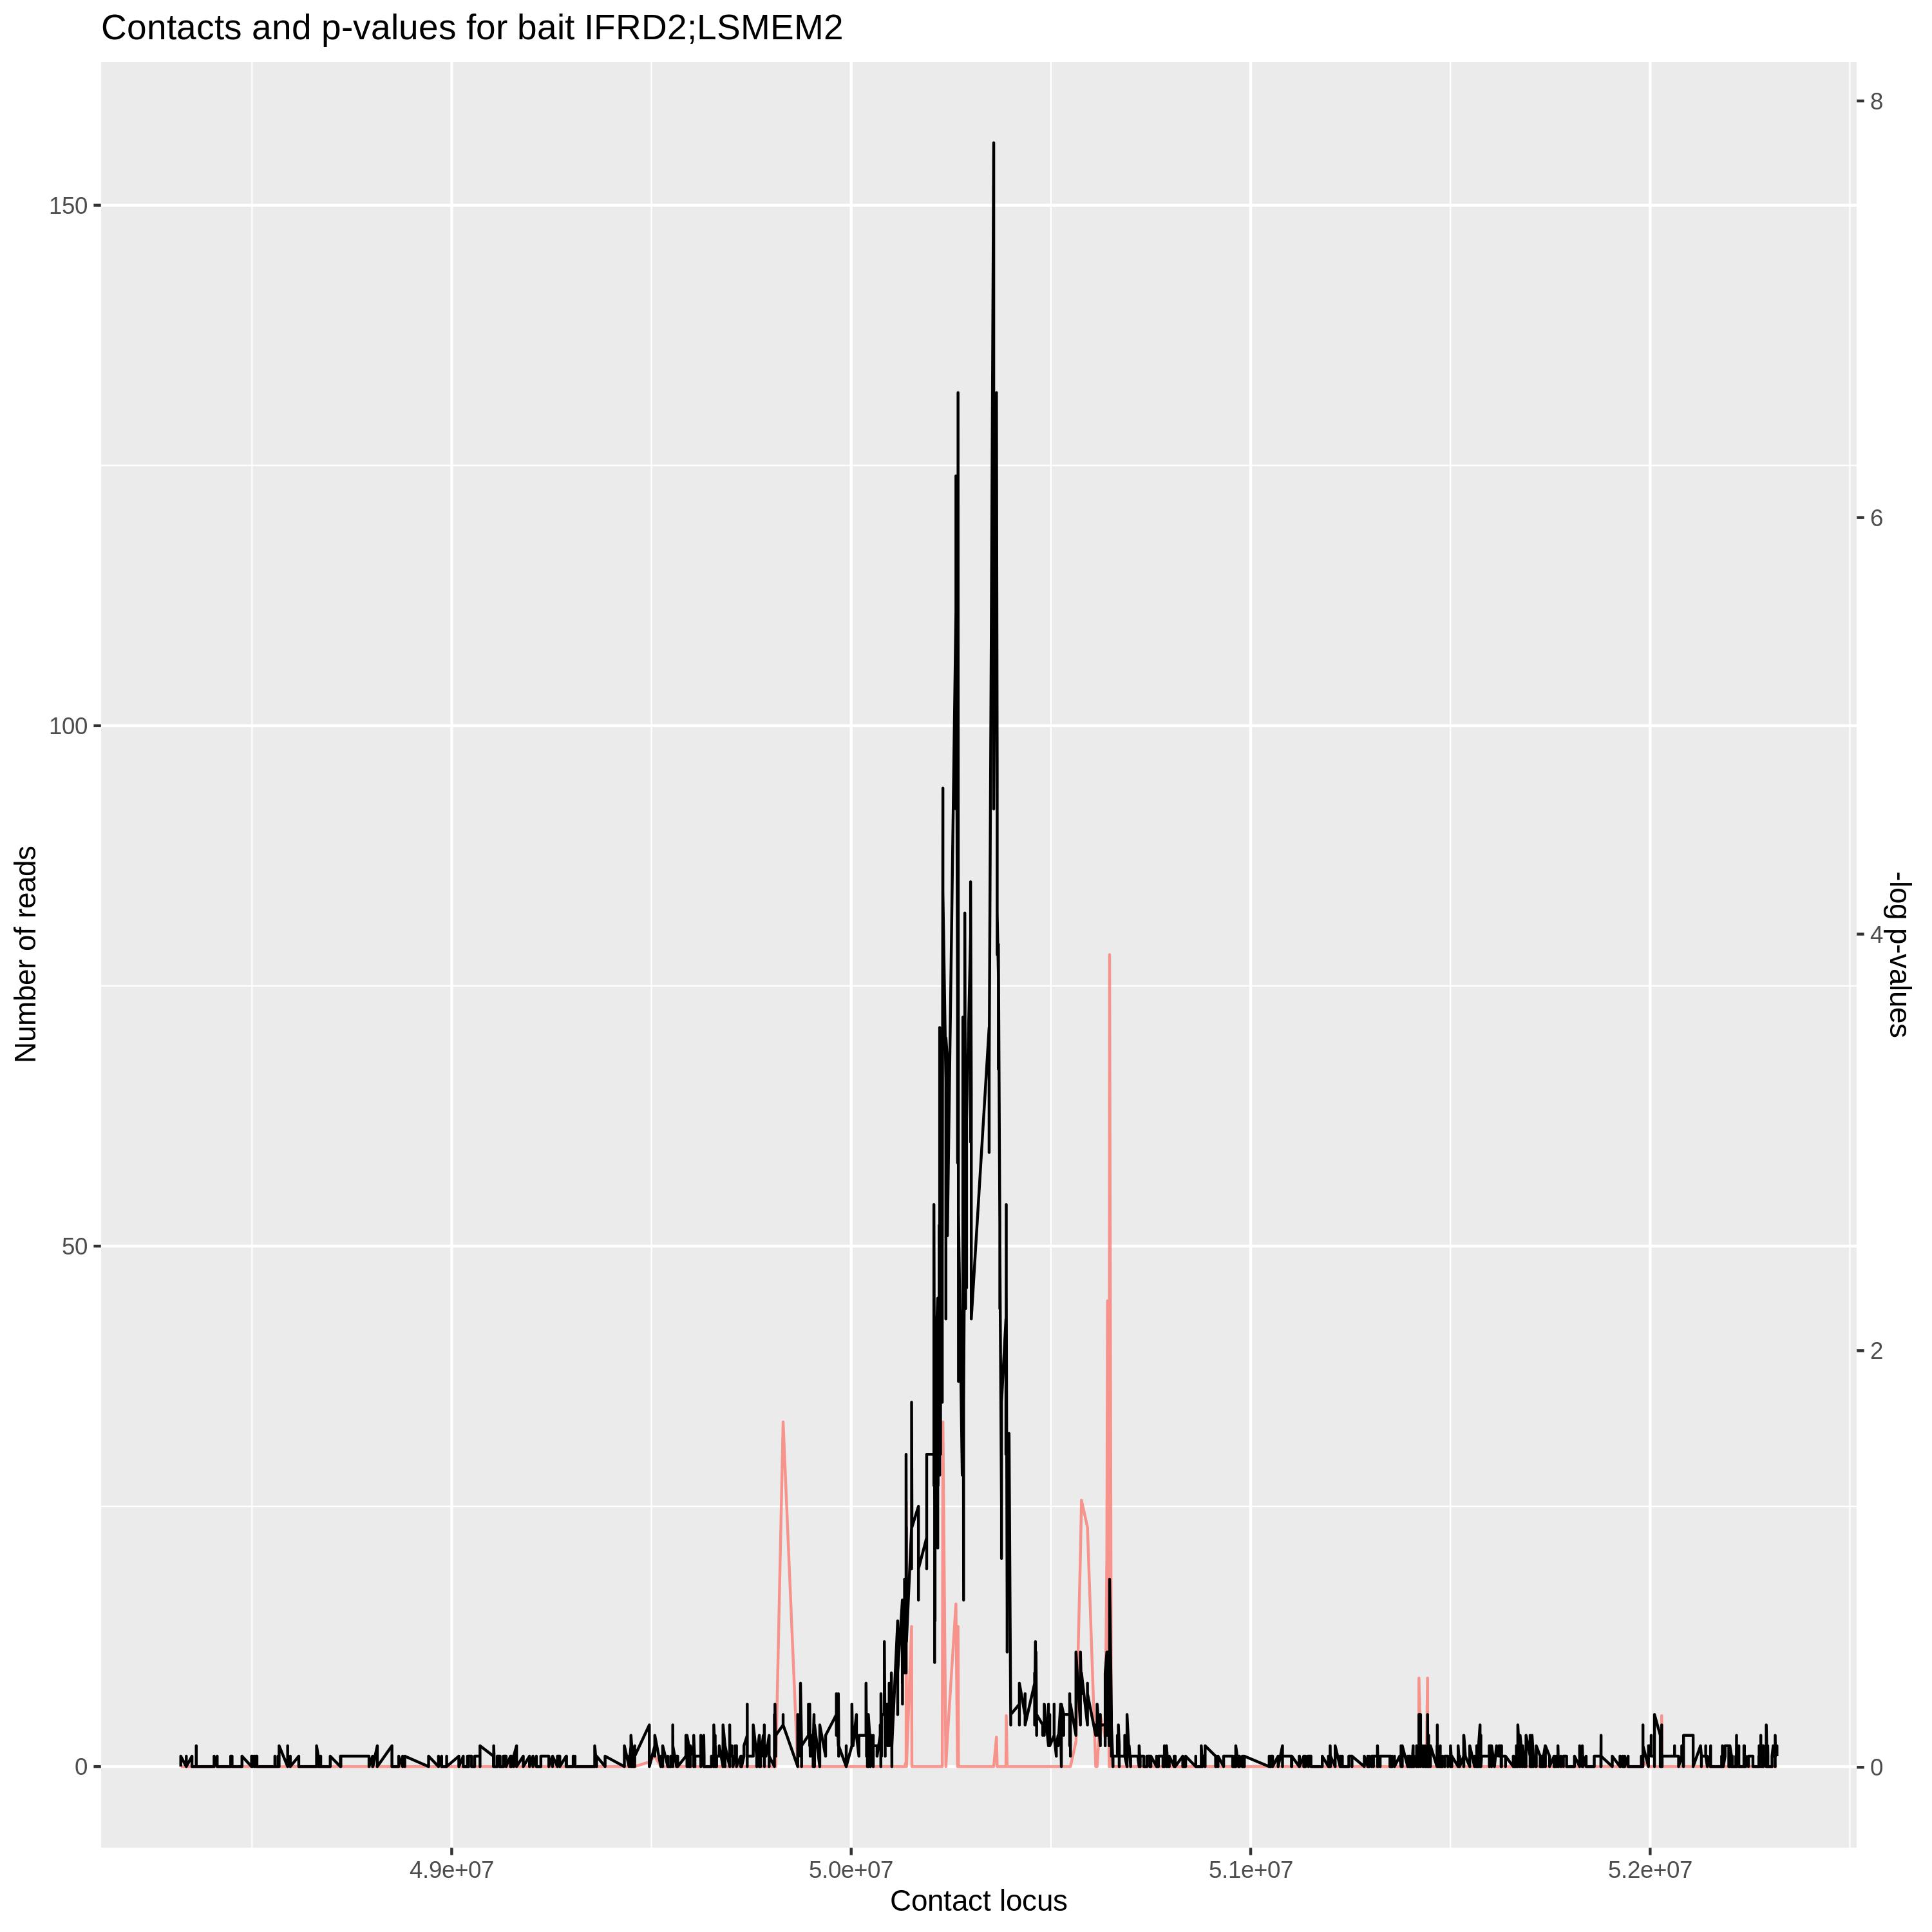 Contacts and p-values for bait IFRD2;LSMEM2
Number of reads
150
100
50
0
8
6
4
2
0
-log p-values
4.9e+07 5.0e+07 5.1e+07 5.2e+07
Contact locus